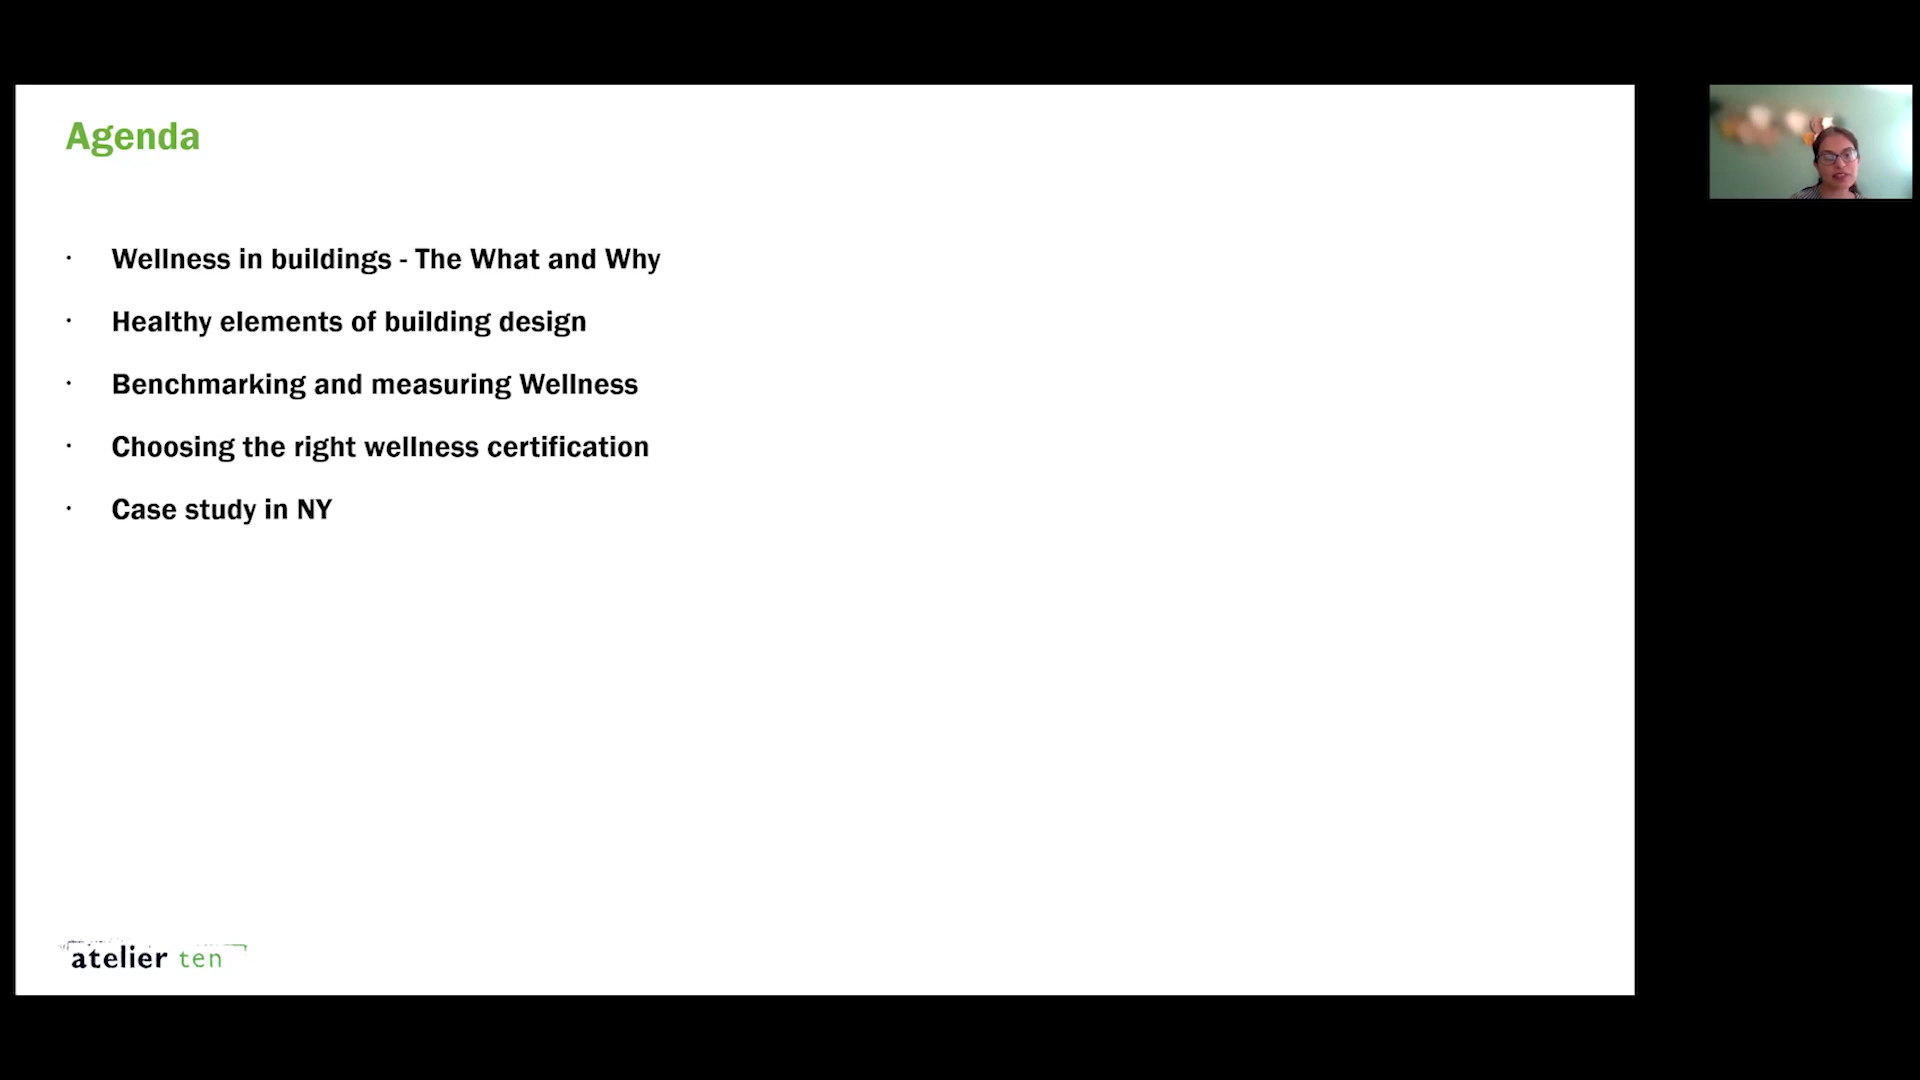 Agenda
· Wellness in buildings - The What and Why
· Healthy elements of building design
· Benchmarking and measuring Wellness
· Choosing the right wellness certification
· Case study in NY
atelier ten